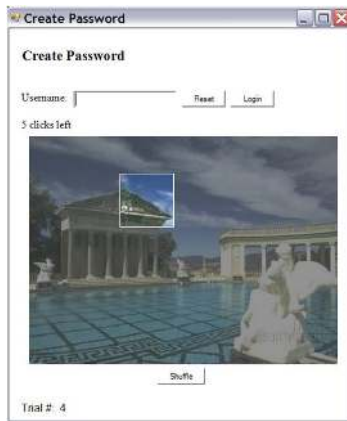 Create Password
Create Password
Username: Reset Login
5 clicks left
Shuffle
Trial #: 4